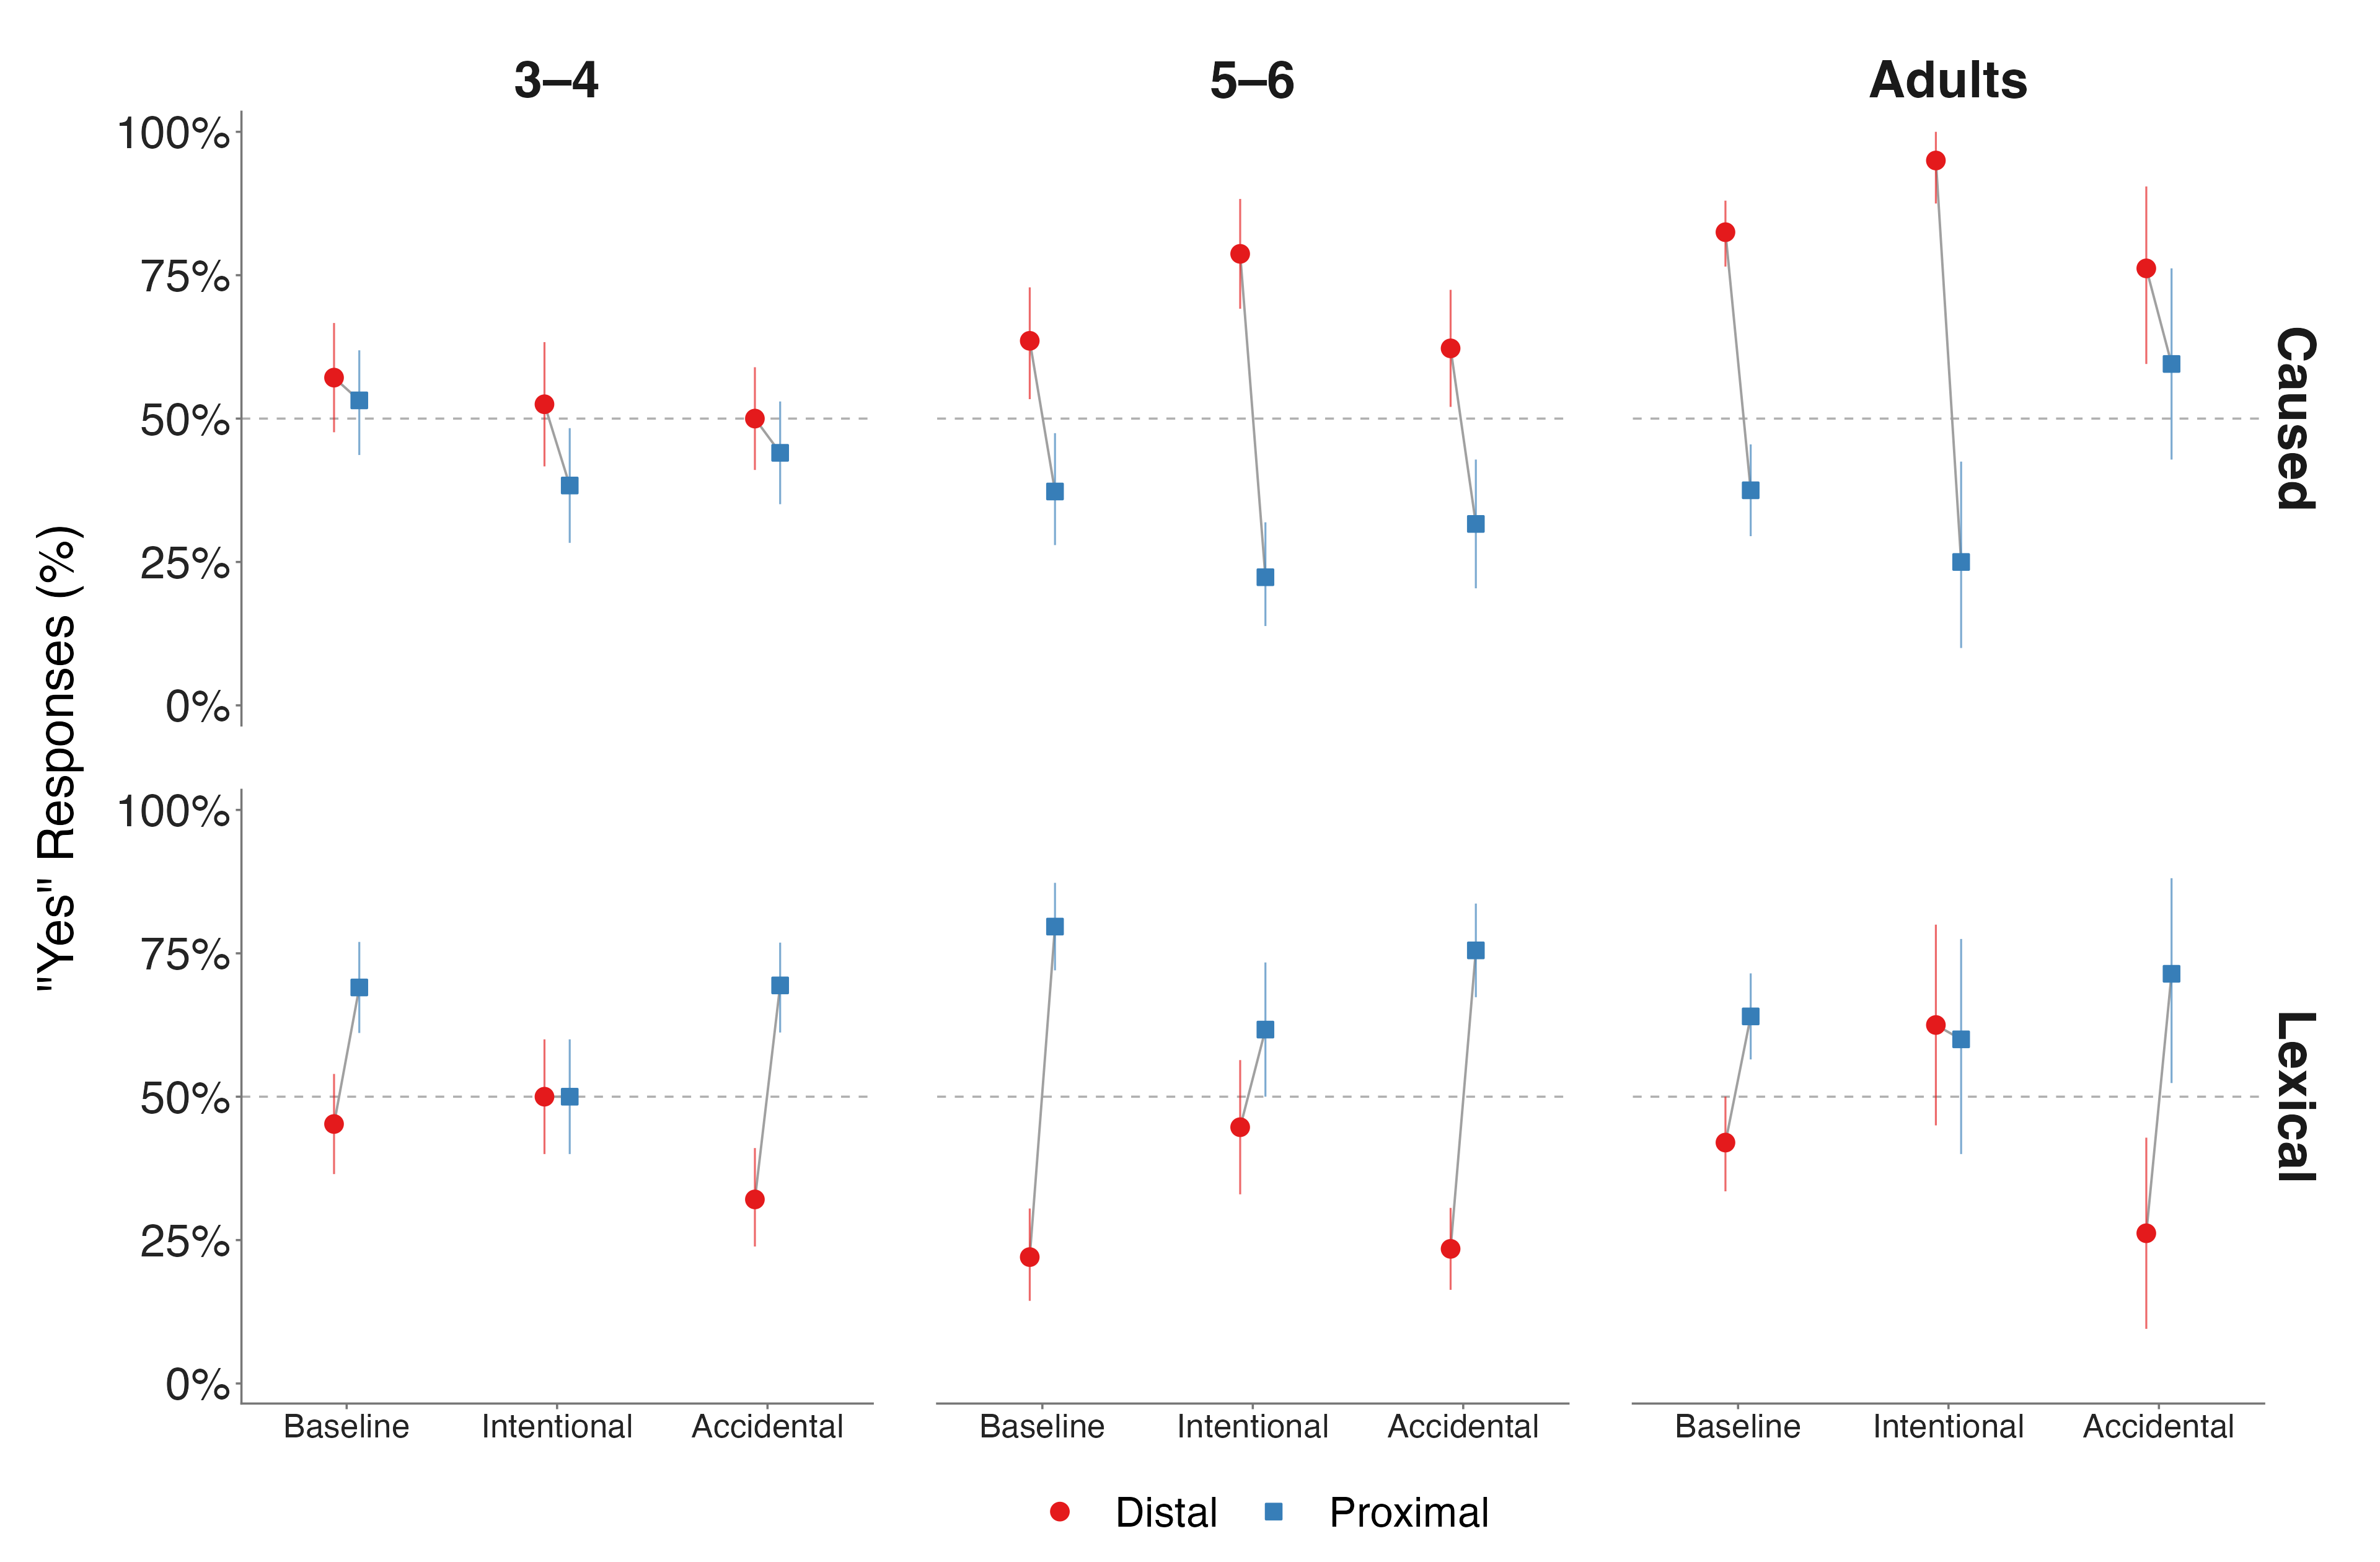 3–4 5–6 Adults
100%
75%
50%
25%
0%
Caused
"Yes" Responses (%)
100%
75%
50%
25%
0%
Lexical
Baseline Intentional Accidental Baseline Intentional Accidental Baseline Intentional Accidental
Distal Proximal